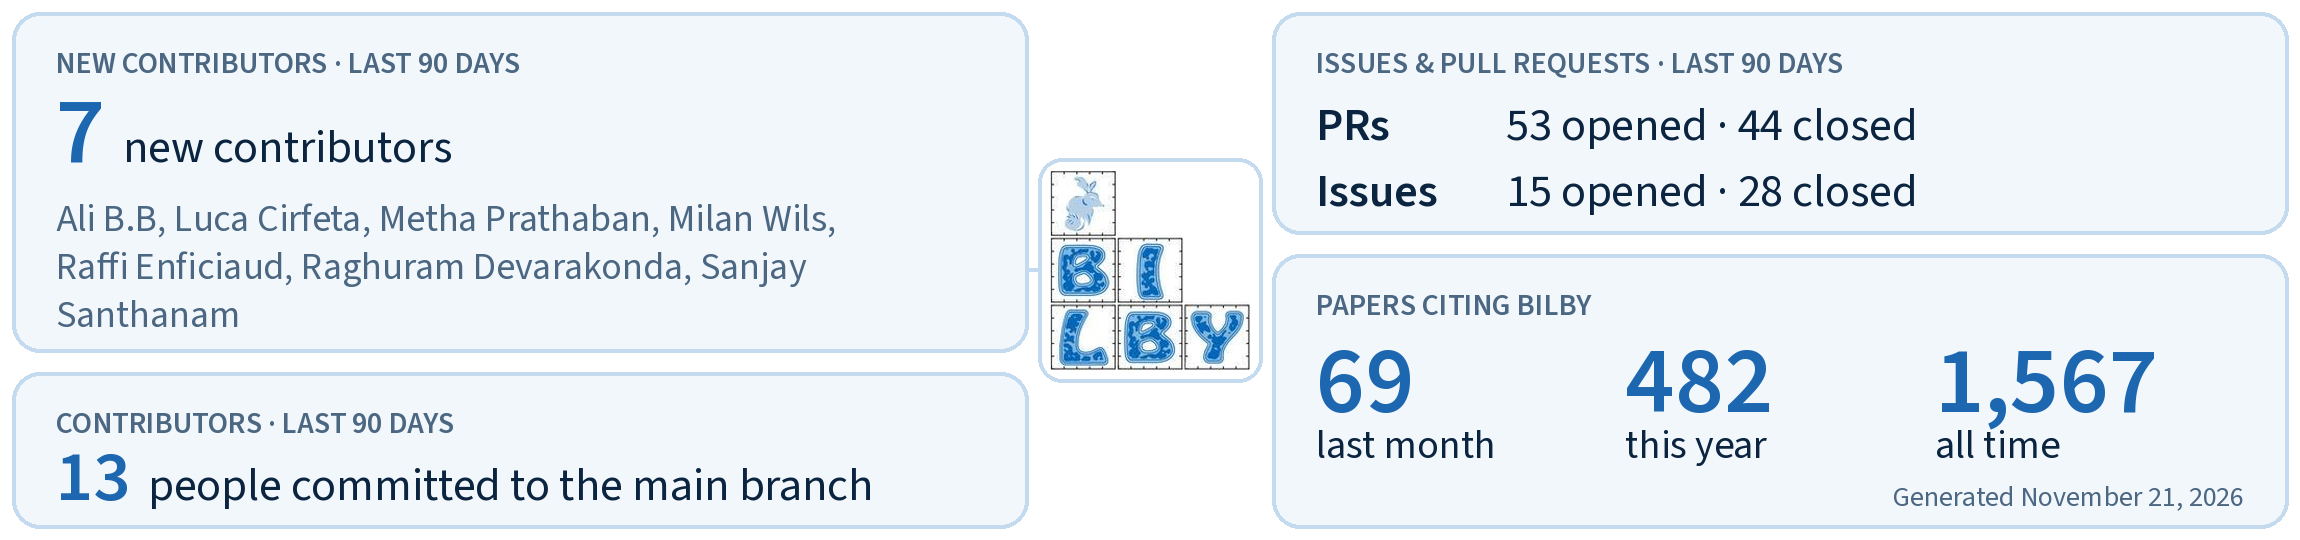 NEW CONTRIBUTORS · LAST 90 DAYS
7 new contributors
Ali B.B, Luca Cirfeta, Metha Prathaban, Milan Wils,
Raffi Enficiaud, Raghuram Devarakonda, Sanjay
Santhanam
CONTRIBUTORS · LAST 90 DAYS
13 people committed to the main branch
BI
LBY
ISSUES & PULL REQUESTS · LAST 90 DAYS
PRs 53 opened · 44 closed
Issues 15 opened · 28 closed
PAPERS CITING BILBY
69 482 1,567
last month this year all time
Generated November 21, 2026